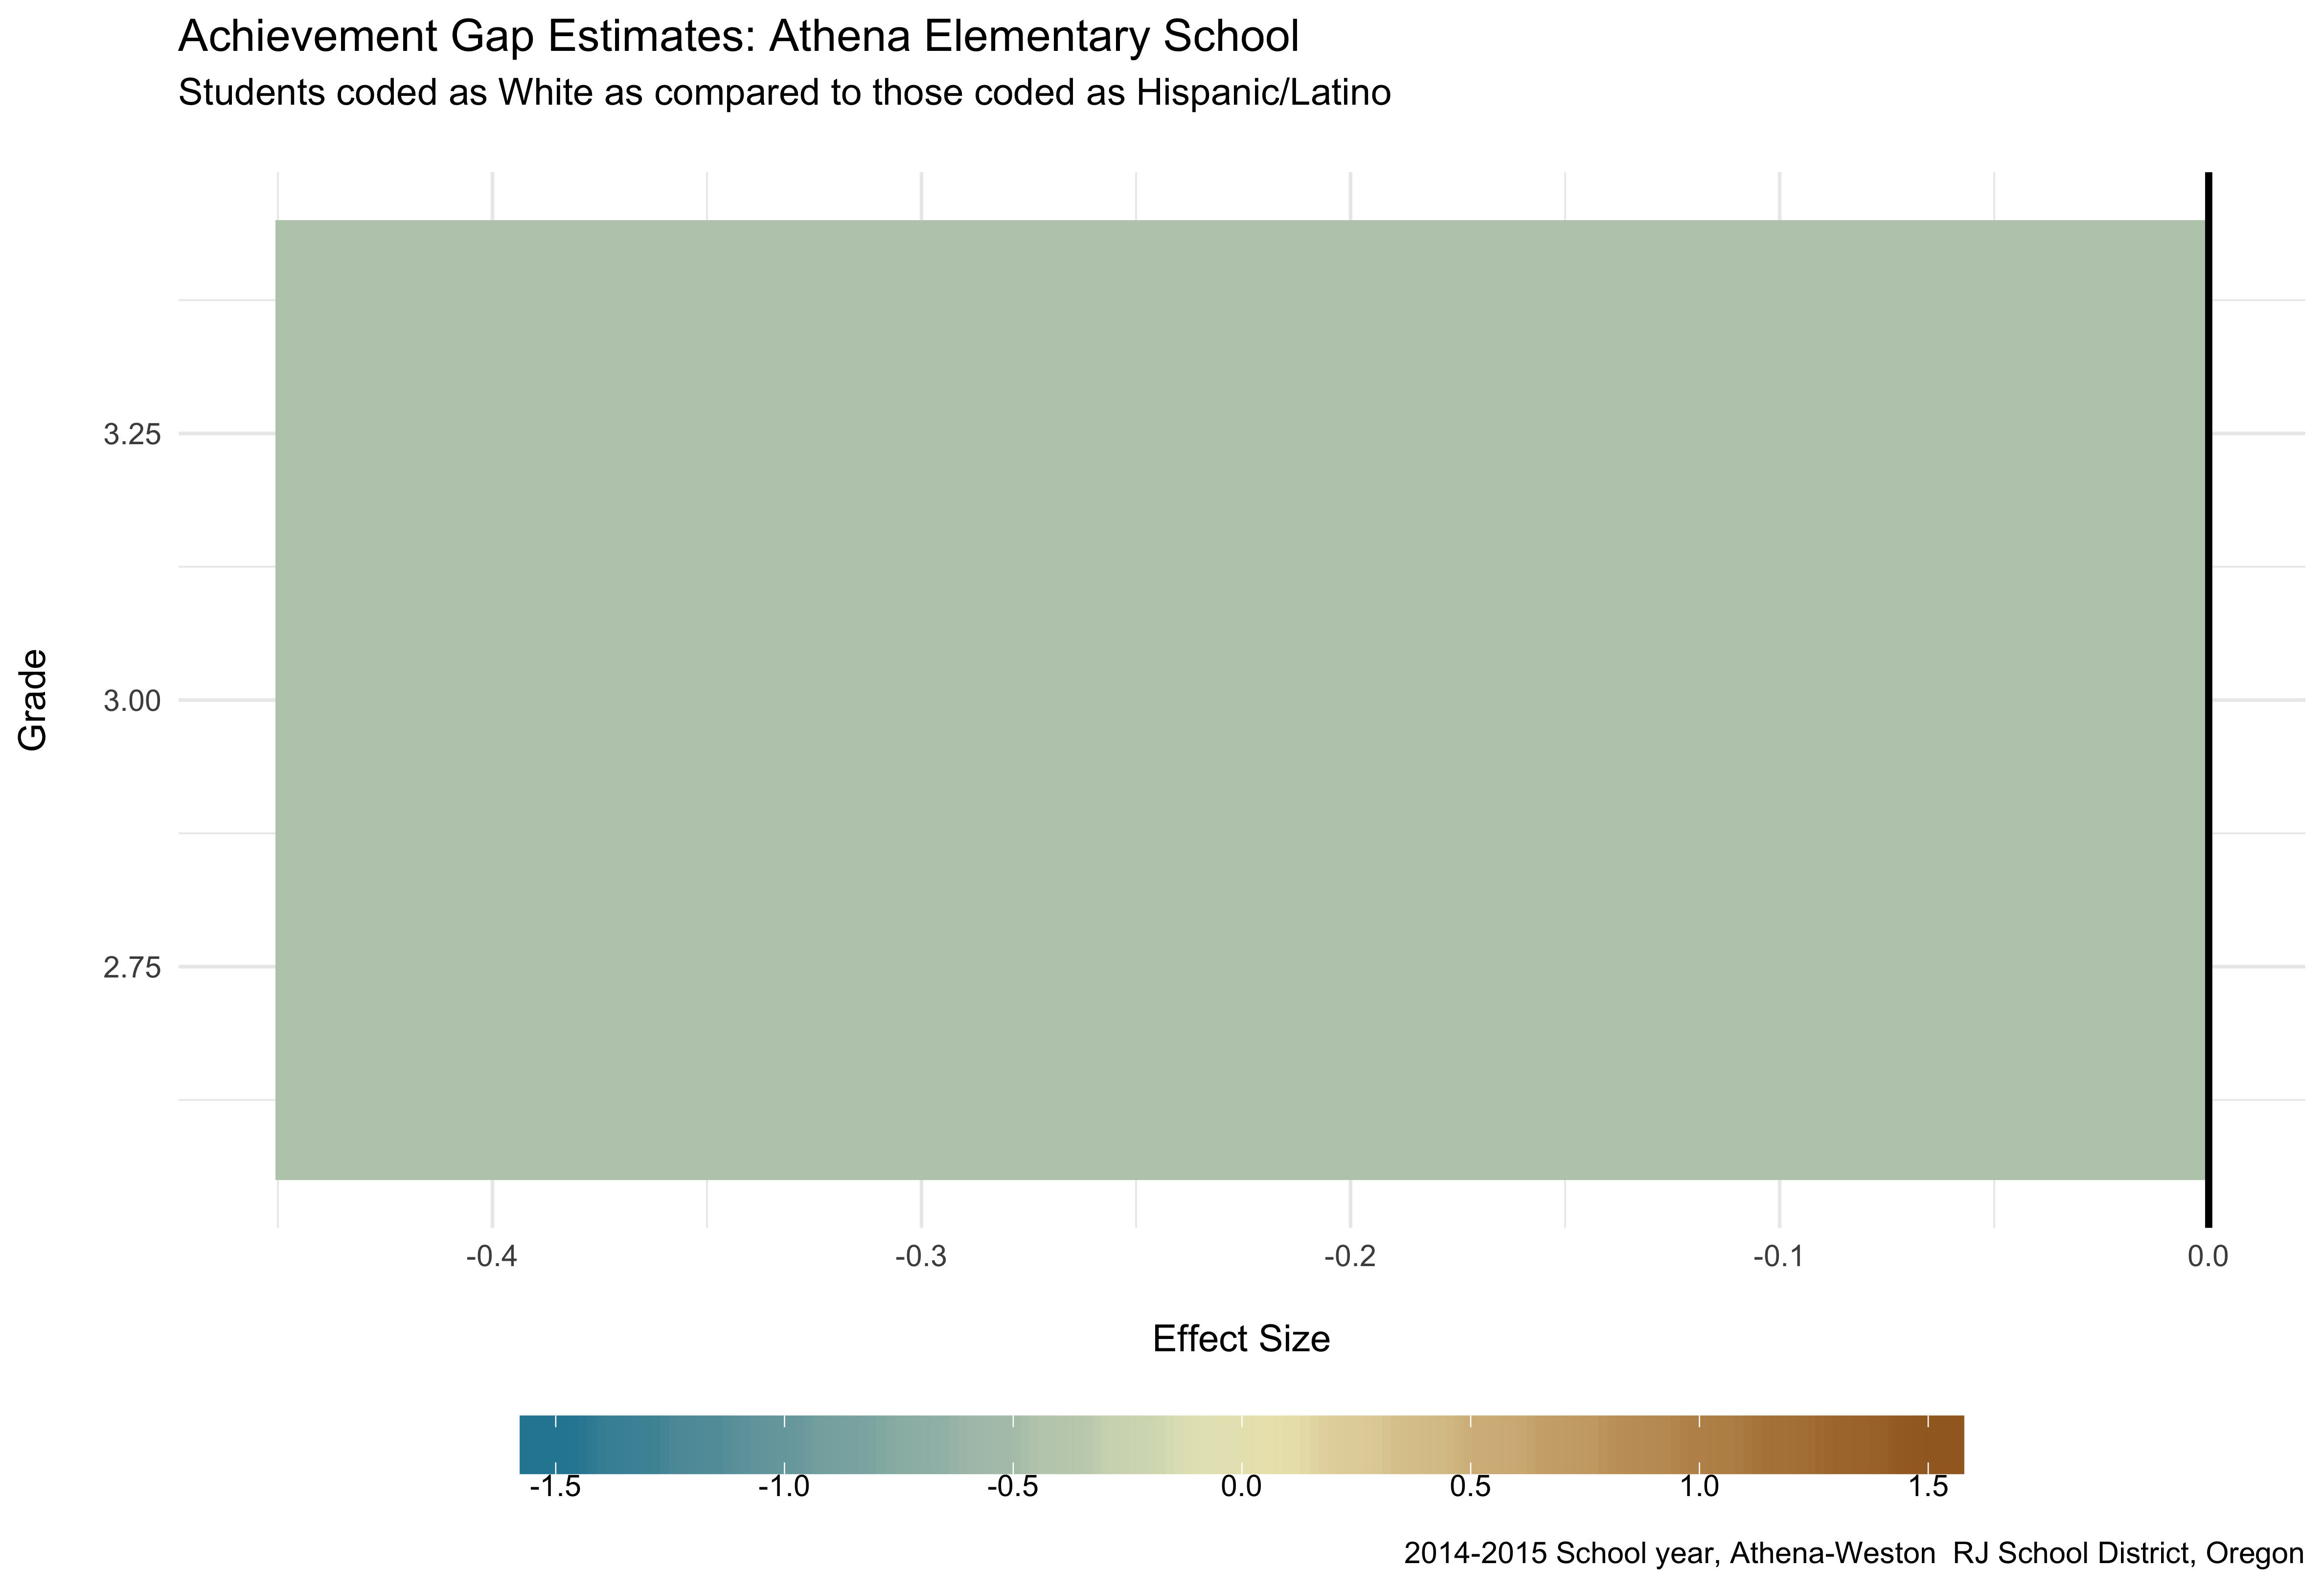 Achievement Gap Estimates: Athena Elementary School
Students coded as White as compared to those coded as Hispanic/Latino
Grade
3.25
3.00
2.75
-0.4 -0.3 -0.2 -0.1 0.0
Effect Size
-1.5 -1.0 -0.5 0.0 0.5 1.0 1.5
2014-2015 School year, Athena-Weston  RJ School District, Oregon